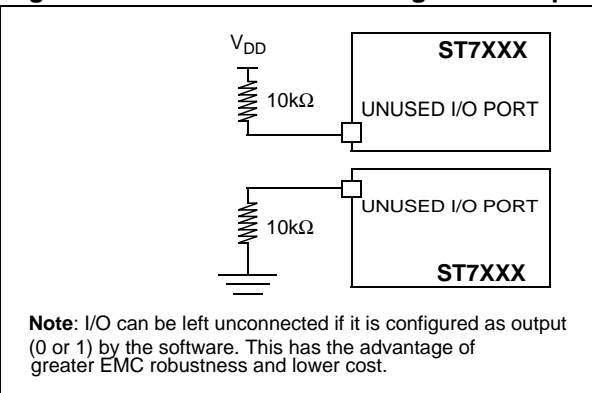 V_DD
ST7XXX
10kΩ
UNUSED I/O PORT
UNUSED I/O PORT
10kΩ
ST7XXX
Note: I/O can be left unconnected if it is configured as output
(0 or 1) by the software. This has the advantage of
greater EMC robustness and lower cost.